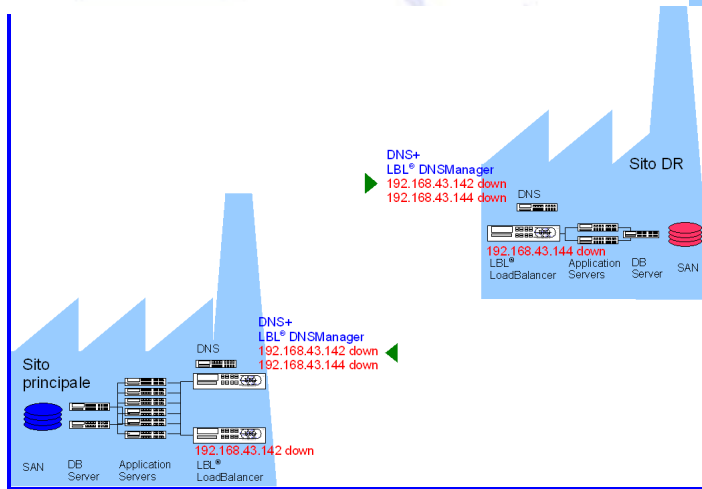 DNS+
LBL® DNSManager
192.168.43.142 down
192.168.43.144 down
Sito DR
DNS
192.168.43.144 down
LBL®
LoadBalancer
Application
Servers
DB
Server
SAN
DNS+
LBL® DNSManager
192.168.43.142 down
192.168.43.144 down
DNS
Sito
principale
192.168.43.142 down
SAN
DB
Server
Application
Servers
LBL®
LoadBalancer